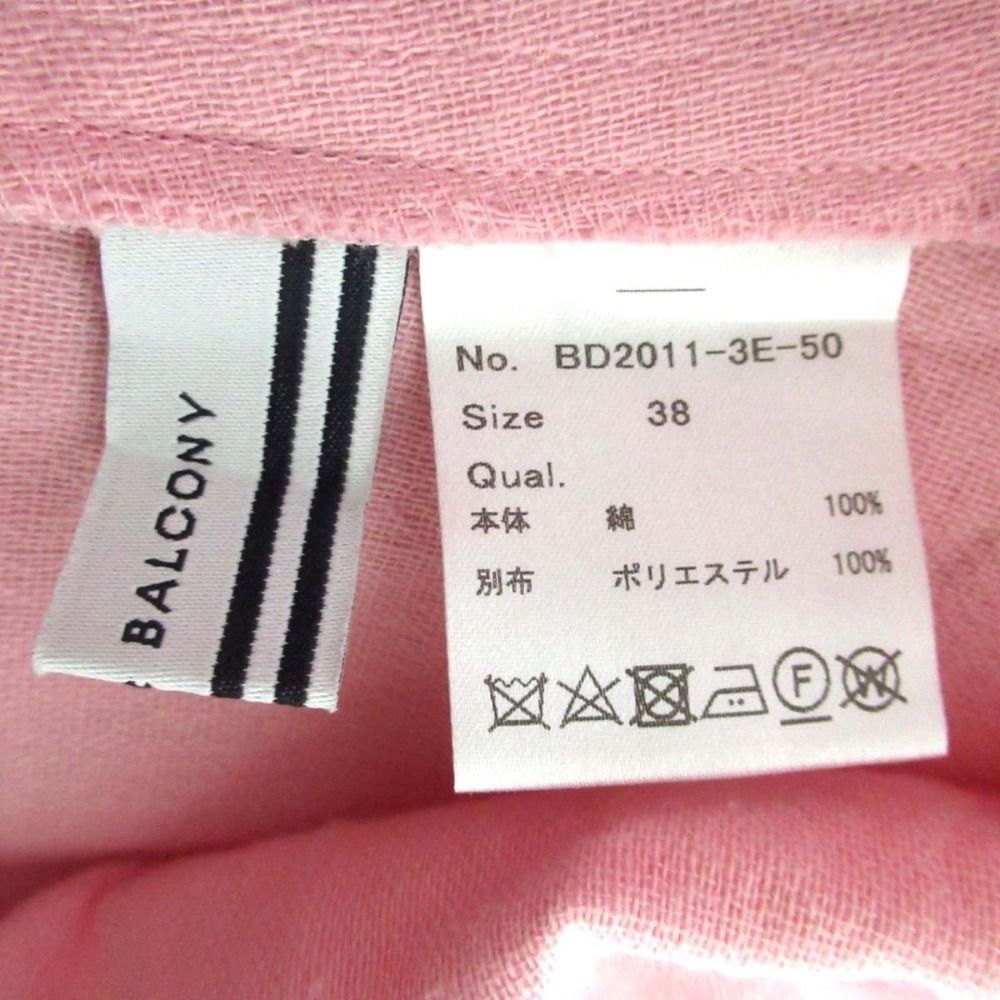 BALCONY
No. BD2011-3E-50
Size 38
Qual.
本体 綿 100%
別布 ポリエステル 100%
F
W